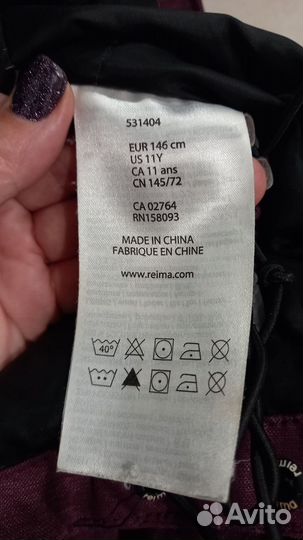 531404
EUR 146 cm
US 11Y
CA 11 ans
CN 145/72
CA 02764
RN158093
MADE IN CHINA
FABRIQUE EN CHINE
www.reima.com
40°
Avito